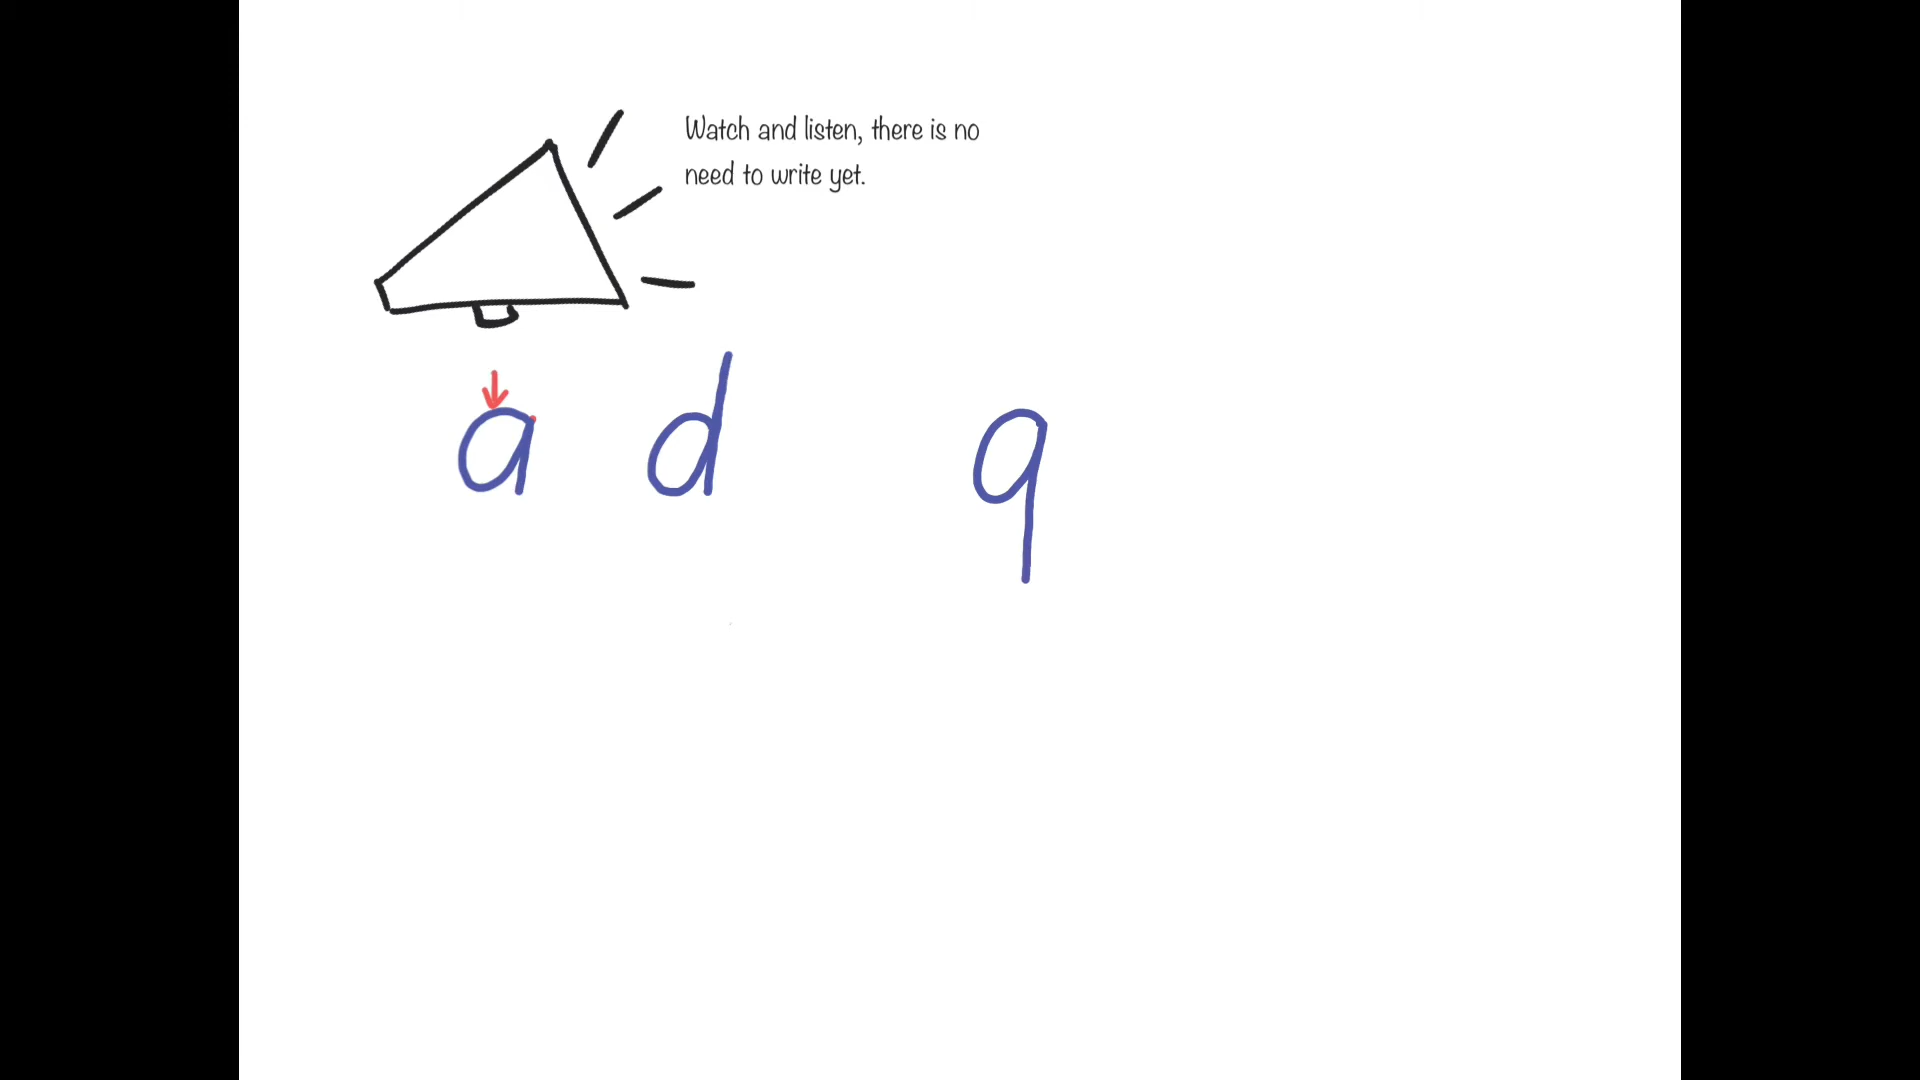 Watch and listen, there is no
need to write yet.
a d q